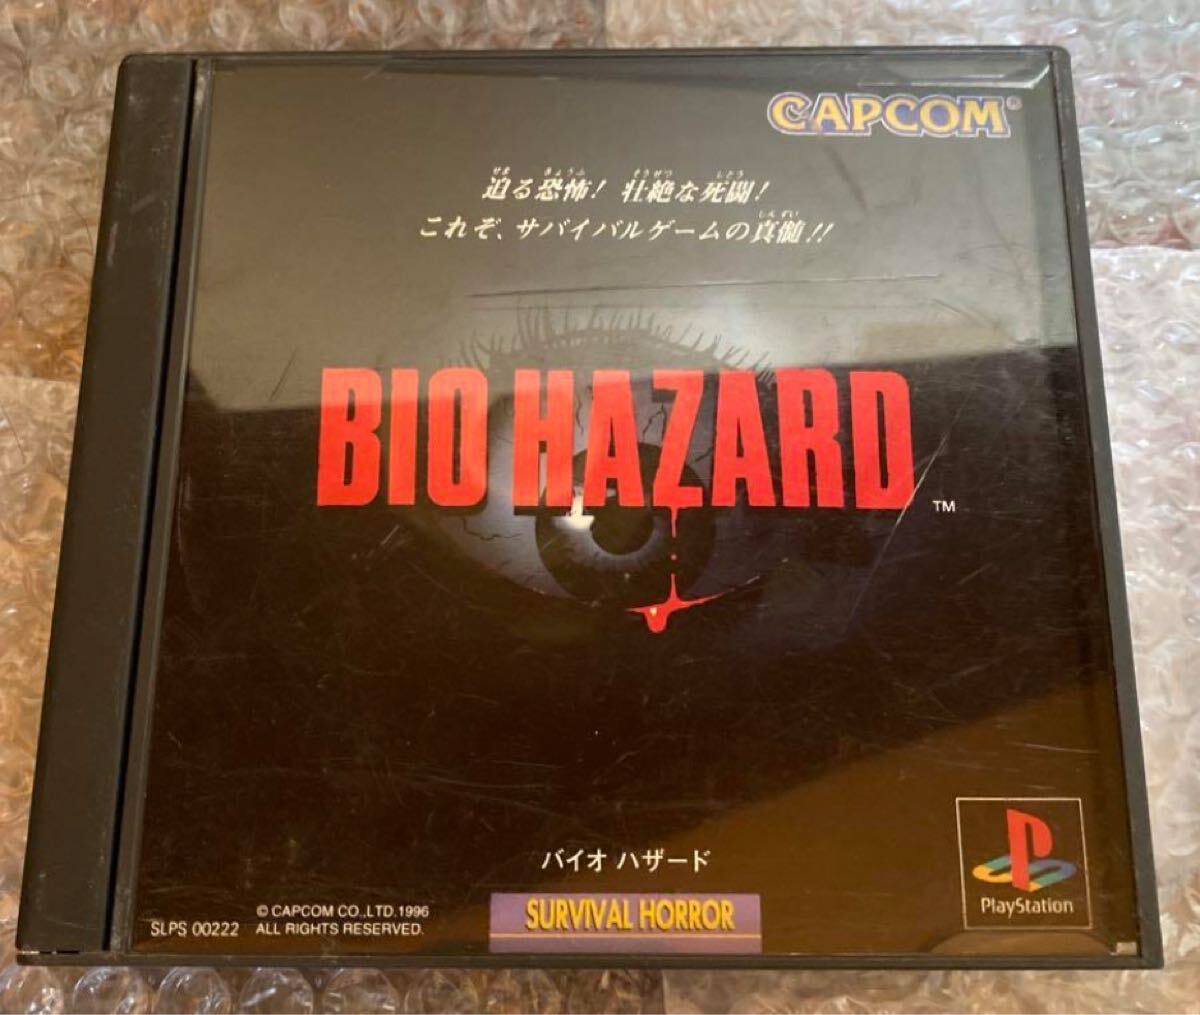 CAPCOM®
迫る恐怖! 壮絶な死闘!
これぞ、サバイバルゲームの真髄!!
BIO HAZARD ™
バイオ ハザード
SURVIVAL HORROR
SLPS 00222
© CAPCOM CO.,LTD.1996
ALL RIGHTS RESERVED.
PlayStation